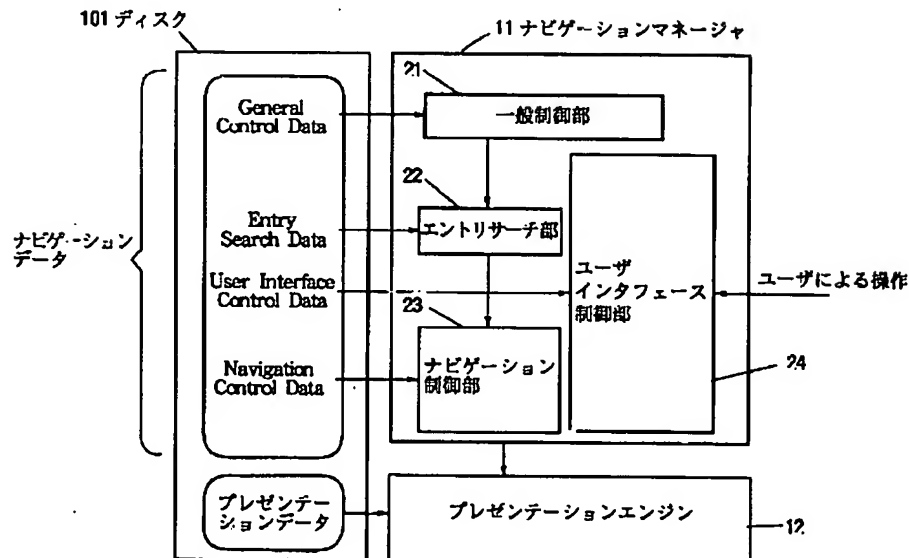 101 ディスク
11 ナビゲーションマネージャ
21
General
Control Data
一般制御部
22
Entry
Search Data
エントリサーチ部
ナビゲーション
データ
User Interface
Control Data
ユーザ
インタフェース
制御部
ユーザによる操作
23
Navigation
Control Data
ナビゲーション
制御部
24
プレゼンテー
ションデータ
プレゼンテーションエンジン
12